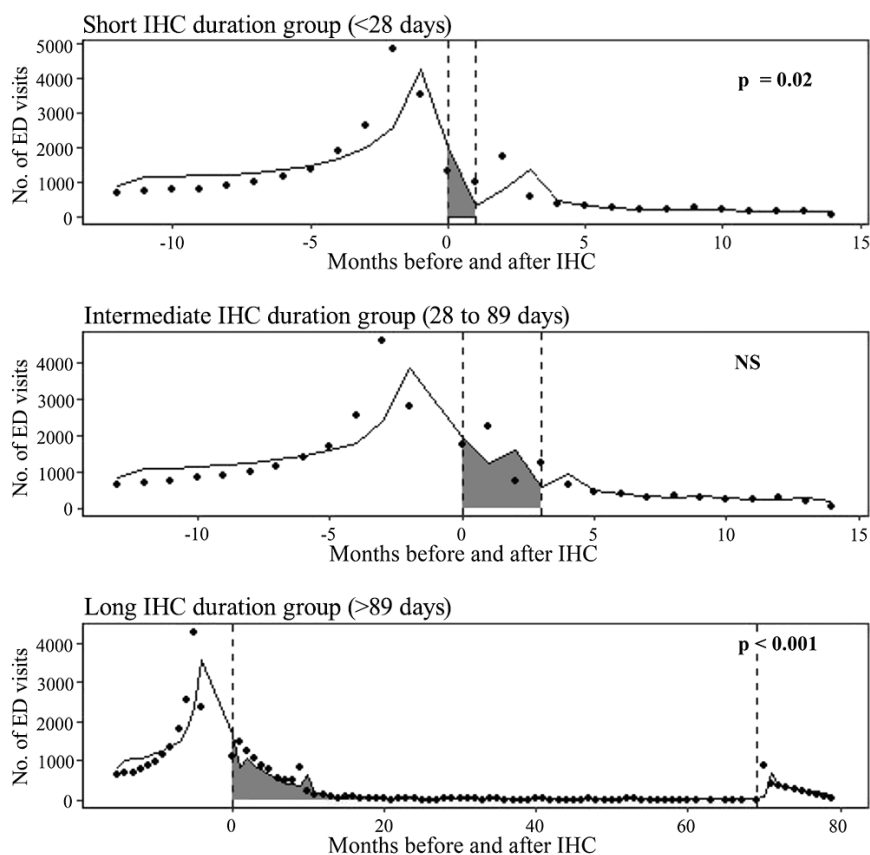 Short IHC duration group (<28 days)
No. of ED visits
5000
4000
3000
2000
1000
0
p = 0.02
-10
-5
0
5
10
15
Months before and after IHC
Intermediate IHC duration group (28 to 89 days)
No. of ED visits
4000
3000
2000
1000
0
NS
-10
-5
0
5
10
15
Months before and after IHC
Long IHC duration group (>89 days)
No. of ED visits
4000
3000
2000
1000
0
p < 0.001
0
20
40
60
80
Months before and after IHC